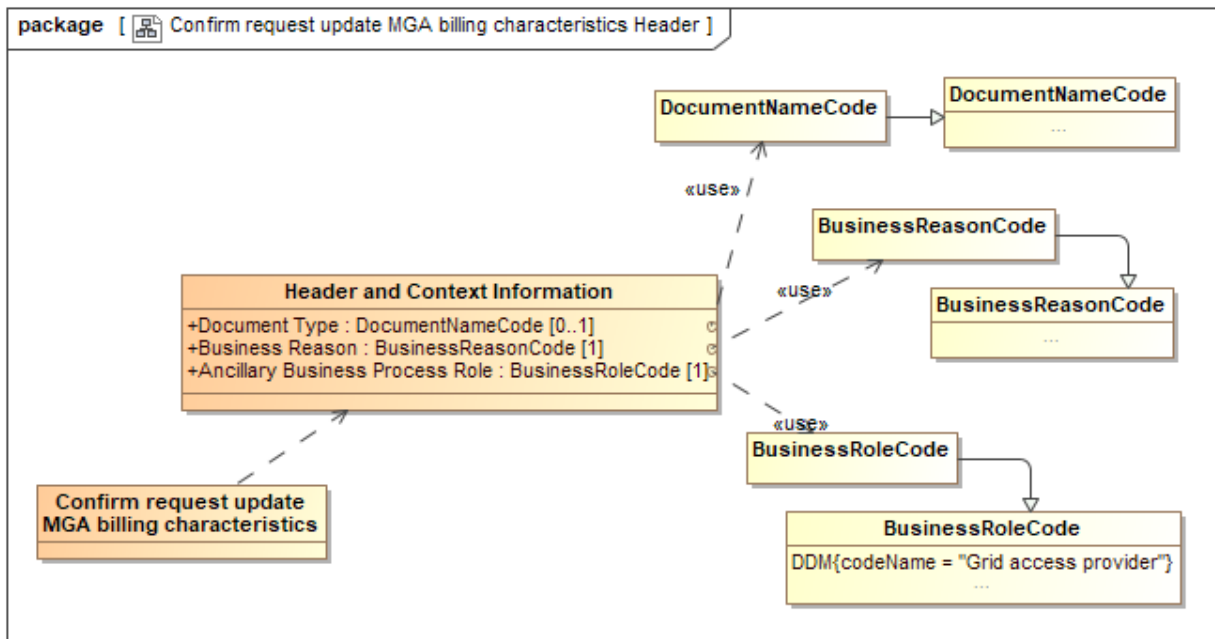 package [ Confirm request update MGA billing characteristics Header ]
DocumentNameCode
DocumentNameCode
...
«use»
BusinessReasonCode
«use»
BusinessReasonCode
...
Header and Context Information
+Document Type : DocumentNameCode [0..1]
+Business Reason : BusinessReasonCode [1]
+Ancillary Business Process Role : BusinessRoleCode [1]
«use»
BusinessRoleCode
Confirm request update
MGA billing characteristics
BusinessRoleCode
DDM{codeName = "Grid access provider"}
...